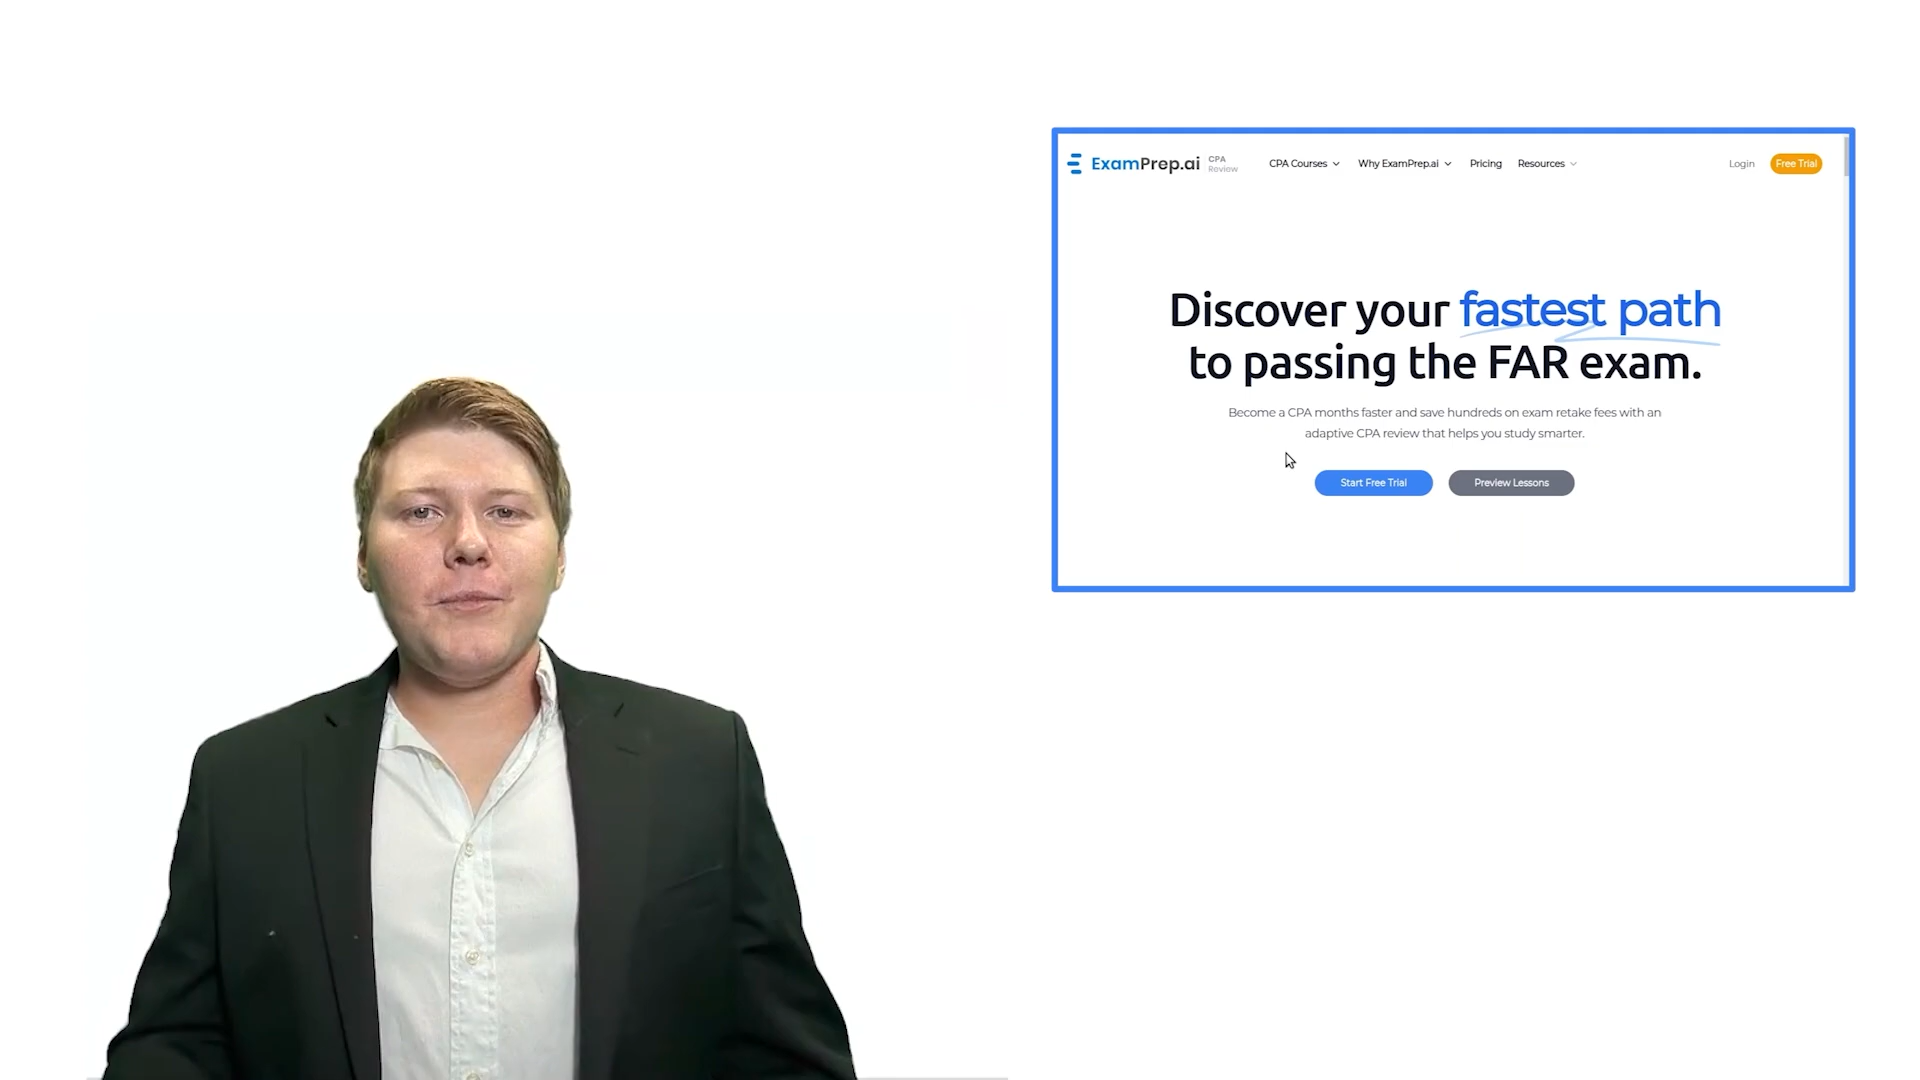 ExamPrep.ai CPA Review CPA Courses Why ExamPrep.ai Pricing Resources Login Free Trial
Discover your fastest path
to passing the FAR exam.
Become a CPA months faster and save hundreds on exam retake fees with an
adaptive CPA review that helps you study smarter.
Start Free Trial Preview Lessons